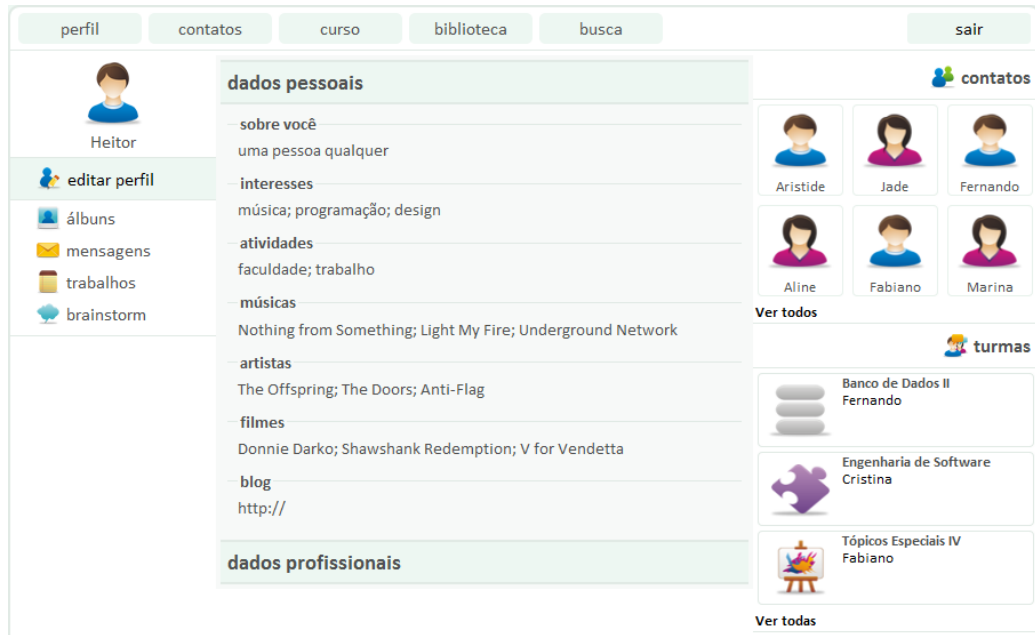 perfil
contatos
curso
biblioteca
busca
sair
Heitor
editar perfil
álbuns
mensagens
trabalhos
brainstorm
dados pessoais
sobre você
uma pessoa qualquer
interesses
música; programação; design
atividades
faculdade; trabalho
músicas
Nothing from Something; Light My Fire; Underground Network
artistas
The Offspring; The Doors; Anti-Flag
filmes
Donnie Darko; Shawshank Redemption; V for Vendetta
blog
http://
dados profissionais
contatos
Aristide
Jade
Fernando
Aline
Fabiano
Marina
Ver todos
turmas
Banco de Dados II
Fernando
Engenharia de Software
Cristina
Tópicos Especiais IV
Fabiano
Ver todas